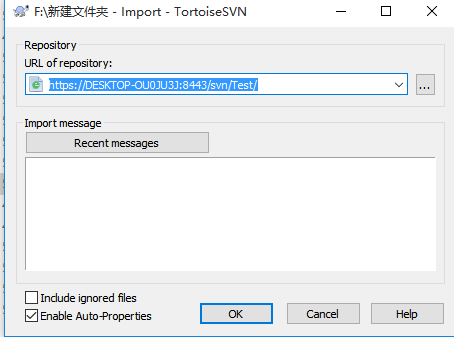 F:\新建文件夹 - Import - TortoiseSVN
Repository
URL of repository:
https://DESKTOP-OU0JU3J:8443/svn/Test/
...
Import message
Recent messages
Include ignored files
Enable Auto-Properties
OK
Cancel
Help